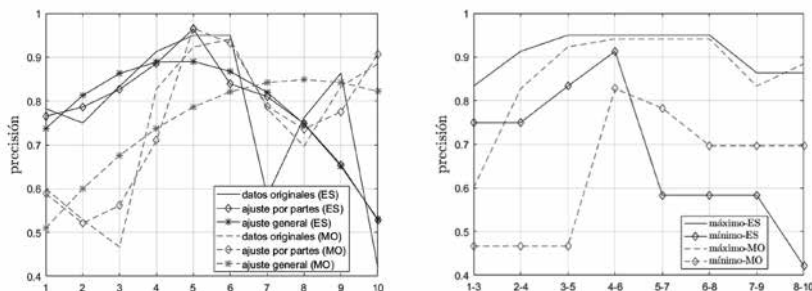 precisión
1
0.9
0.8
0.7
0.6
0.5
0.4
1 2 3 4 5 6 7 8 9 10
datos originales (ES)
ajuste por partes (ES)
ajuste general (ES)
datos originales (MO)
ajuste por partes (MO)
ajuste general (MO)
precisión
1
0.9
0.8
0.7
0.6
0.5
0.4
1-3 2-4 3-5 4-6 5-7 6-8 7-9 8-10
máximo-ES
mínimo-ES
máximo-MO
mínimo-MO